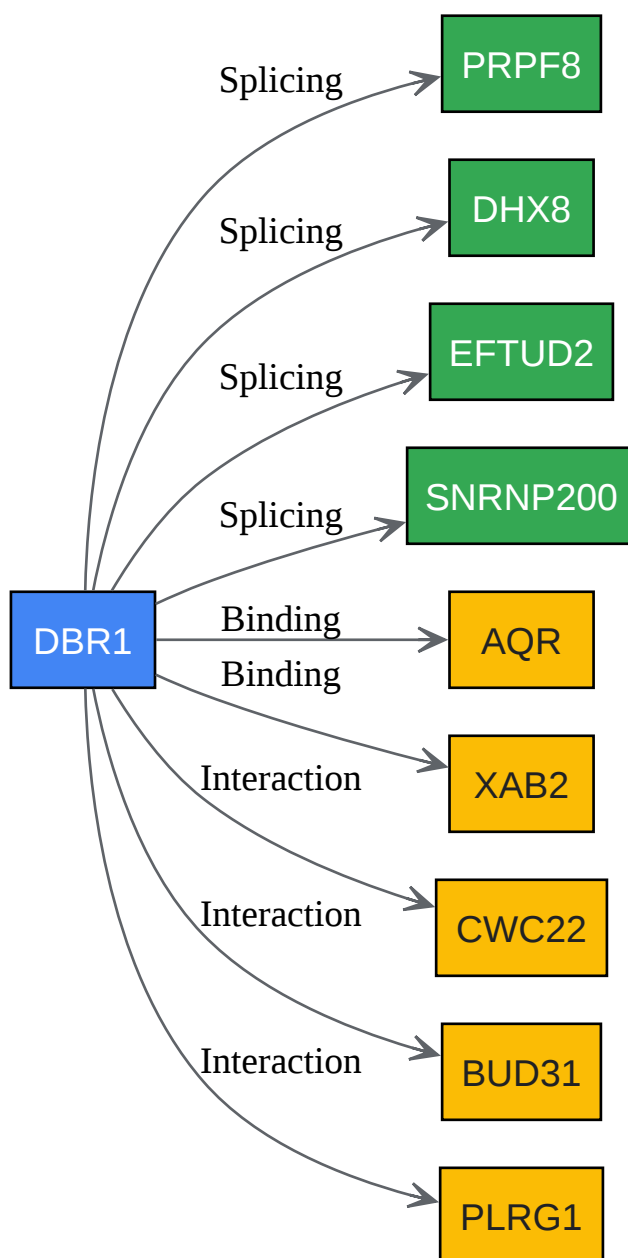 PRPF8
Splicing
DHX8
Splicing
EFTUD2
Splicing
SNRNP200
Splicing
DBR1
Binding
AQR
Binding
XAB2
Interaction
CWC22
Interaction
BUD31
Interaction
PLRG1